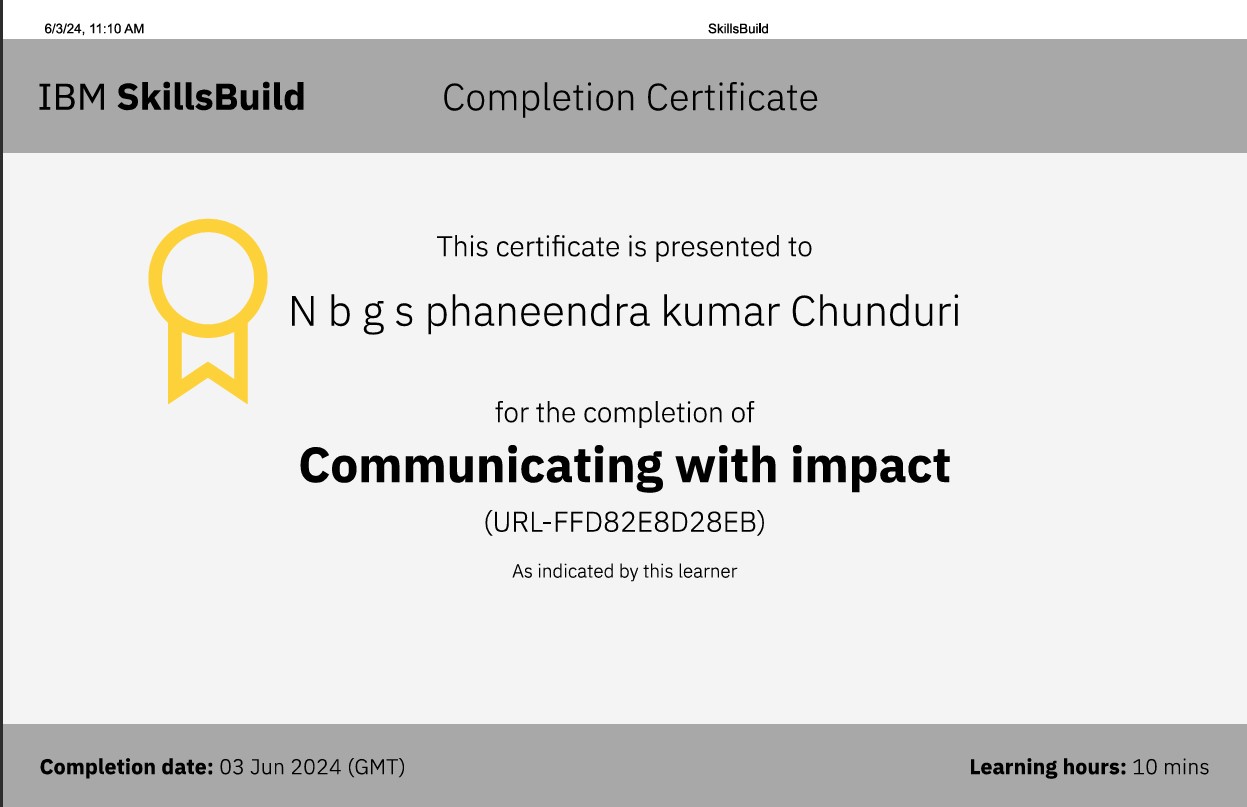 6/3/24, 11:10 AM SkillsBuild
IBM SkillsBuild Completion Certificate
This certificate is presented to
N b g s phaneendra kumar Chunduri
for the completion of
Communicating with impact
(URL-FFD82E8D28EB)
As indicated by this learner
Completion date: 03 Jun 2024 (GMT) Learning hours: 10 mins